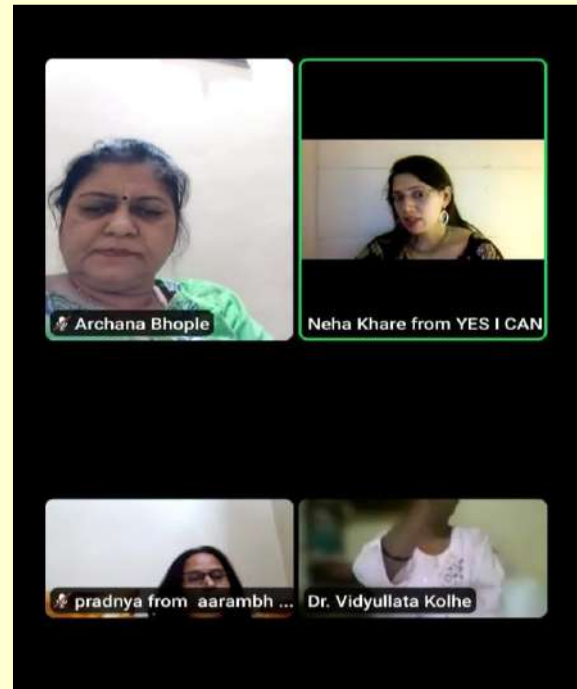 Archana Bhople
Neha Khare from YES I CAN
pradnya from aarambh ...
Dr. Vidyullata Kolhe